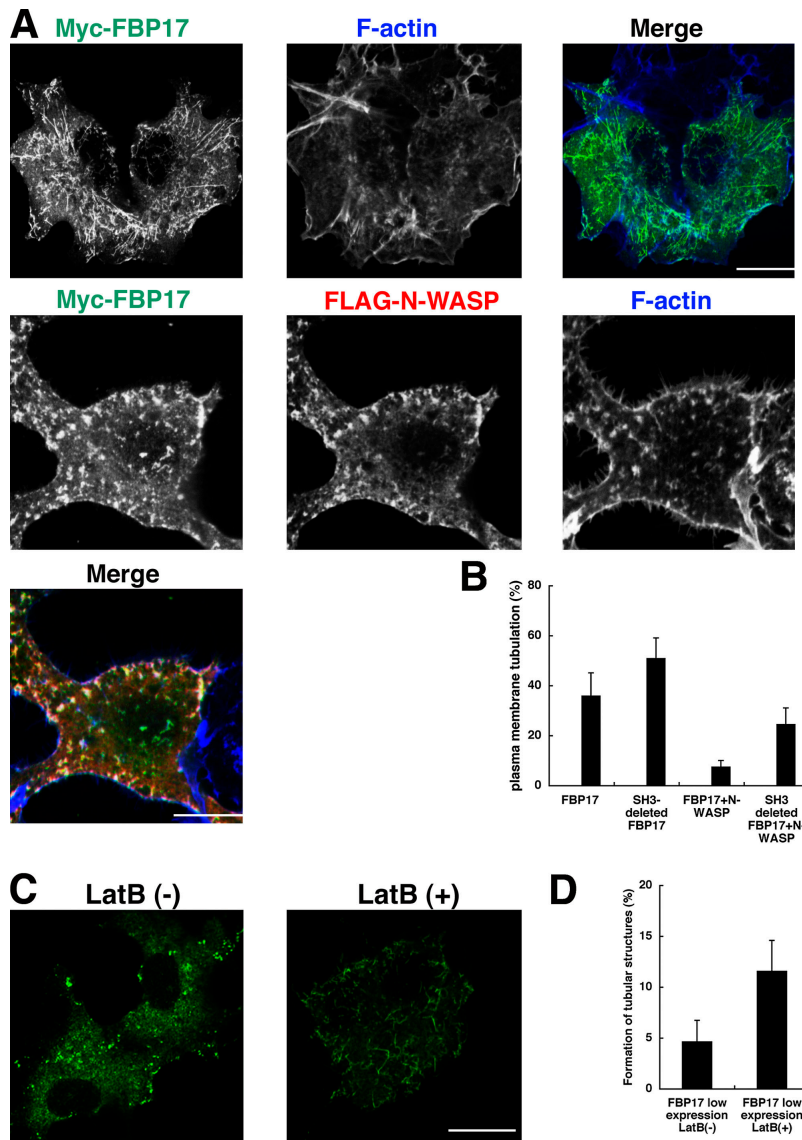 A
Myc-FBP17
F-actin
Merge
Myc-FBP17
FLAG-N-WASP
F-actin
Merge
B
plasma membrane tubulation (%)
80
60
40
20
0
FBP17
SH3-
deleted
FBP17
FBP17+N-
WASP
SH3
deleted
FBP17+N-
WASP
C
LatB (-)
LatB (+)
D
Formation of tubular structures (%)
20
15
10
5
0
FBP17 low
expression
LatB(-)
FBP17 low
expression
LatB(+)